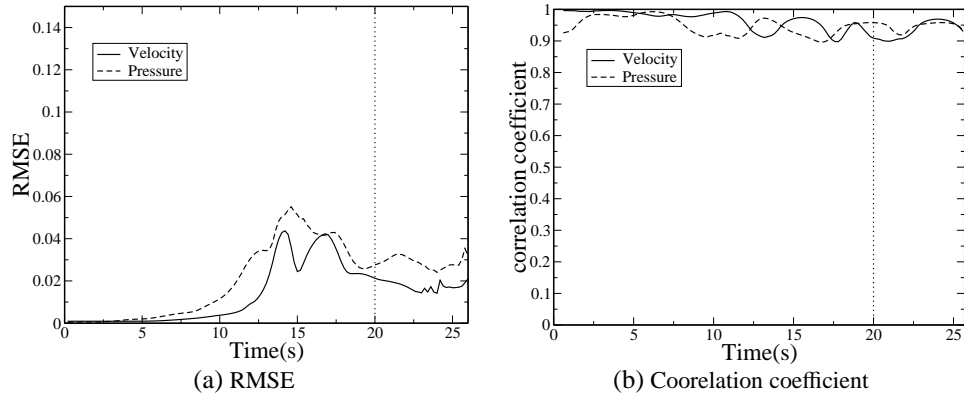 0.14
0.12
0.1
0.08
0.06
0.04
0.02
0
RMSE
Velocity
Pressure
0 5 10 15 20 25
Time(s)
(a) RMSE
1
0.9
0.8
0.7
0.6
0.5
0.4
0.3
0.2
0.1
0
correlation coefficient
Velocity
Pressure
0 5 10 15 20 25
Time(s)
(b) Coorelation coefficient